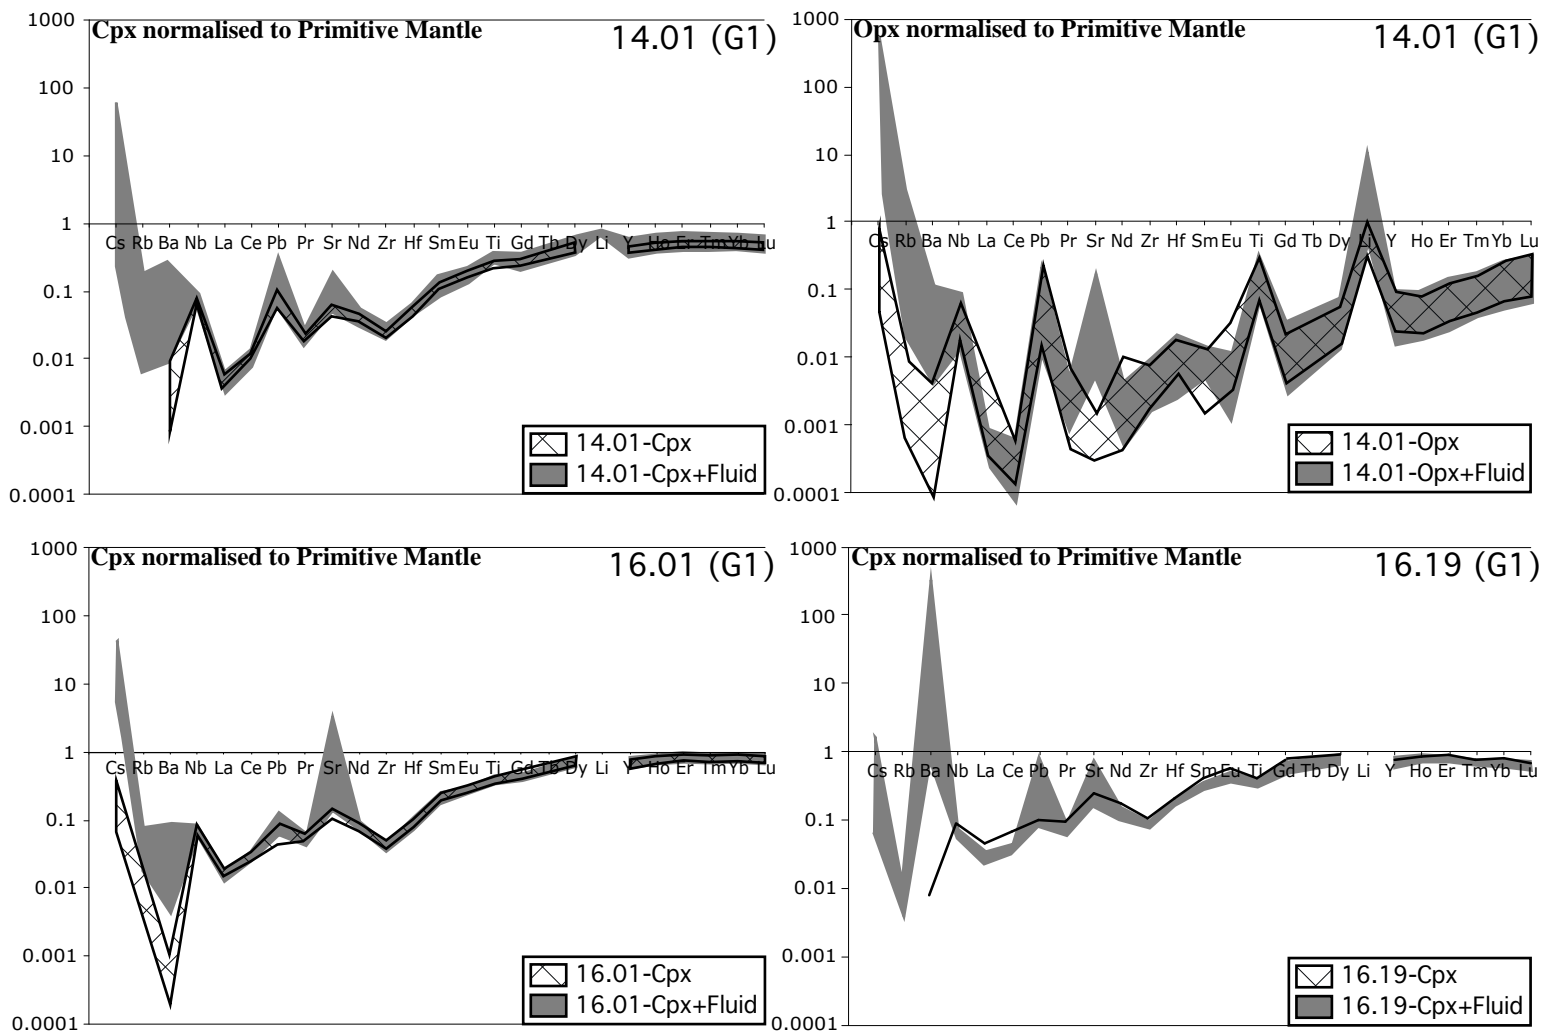 Cpx normalised to Primitive Mantle
14.01 (G1)
1000
100
10
1
0.1
0.01
0.001
0.0001
Cs Rb Ba Nb La Ce Pb Pr Sr Nd Zr Hf Sm Eu Ti Gd Tb Dy Li Y Ho Er Tm Yb Lu
14.01-Cpx
14.01-Cpx+Fluid
Opx normalised to Primitive Mantle
14.01 (G1)
1000
100
10
1
0.1
0.01
0.001
0.0001
Cs Rb Ba Nb La Ce Pb Pr Sr Nd Zr Hf Sm Eu Ti Gd Tb Dy Li Y Ho Er Tm Yb Lu
14.01-Opx
14.01-Opx+Fluid
Cpx normalised to Primitive Mantle
16.01 (G1)
1000
100
10
1
0.1
0.01
0.001
0.0001
Cs Rb Ba Nb La Ce Pb Pr Sr Nd Zr Hf Sm Eu Ti Gd Tb Dy Li Y Ho Er Tm Yb Lu
16.01-Cpx
16.01-Cpx+Fluid
Cpx normalised to Primitive Mantle
16.19 (G1)
1000
100
10
1
0.1
0.01
0.001
0.0001
Cs Rb Ba Nb La Ce Pb Pr Sr Nd Zr Hf Sm Eu Ti Gd Tb Dy Li Y Ho Er Tm Yb Lu
16.19-Cpx
16.19-Cpx+Fluid